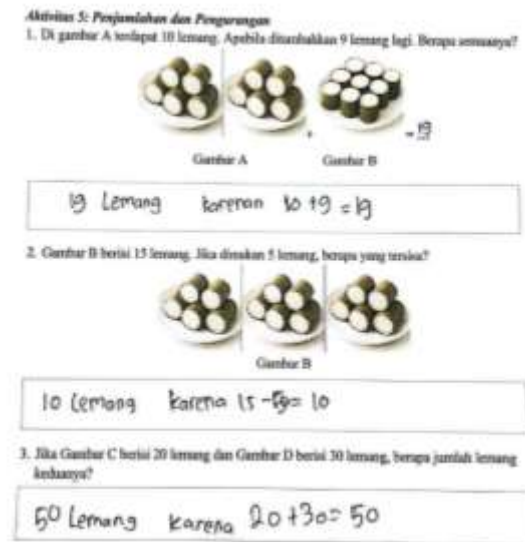 Aktivitas 5: Penjumlahan dan Pengurangan
1. Di gambar A terdapat 10 lemang. Apabila ditambahkan 9 lemang lagi. Berapa semuanya?
+
= 19
Gambar A Gambar B
19 Lemang karenan 10 +9 = 19
2. Gambar B berisi 15 lemang. Jika dimakan 5 lemang, berapa yang tersisa?
Gambar B
10 Lemang karena 15 - = 10
3. Jika Gambar C berisi 20 lemang dan Gambar D berisi 30 lemang, berapa jumlah lemang
keduanya?
50 Lemang karena 20 +30= 50